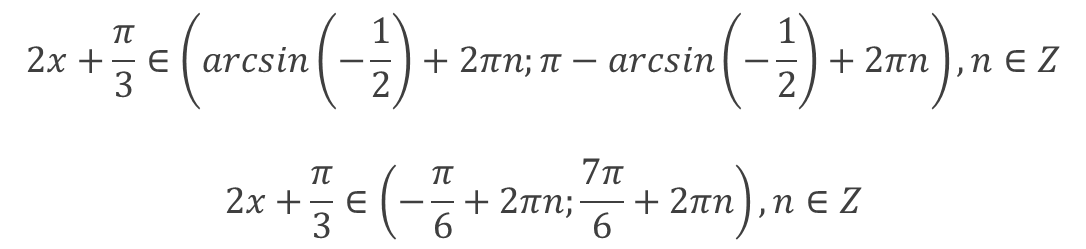 2x + π/3 ∈ (arcsin(−1/2) + 2πn; π − arcsin(−1/2) + 2πn), n ∈ Z
2x + π/3 ∈ (−π/6 + 2πn; 7π/6 + 2πn), n ∈ Z